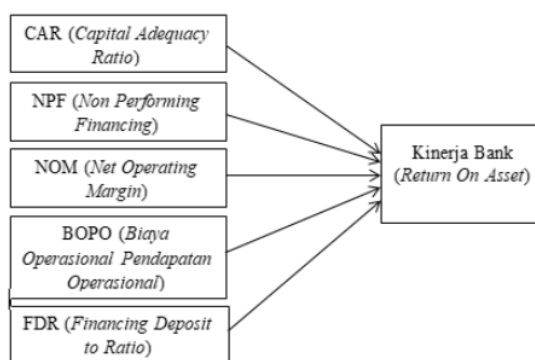 CAR (Capital Adequacy
Ratio)
NPF (Non Performing
Financing)
NOM (Net Operating
Margin)
BOPO (Biaya
Operasional Pendapatan
Operasional)
FDR (Financing Deposit
to Ratio)
Kinerja Bank
(Return On Asset)